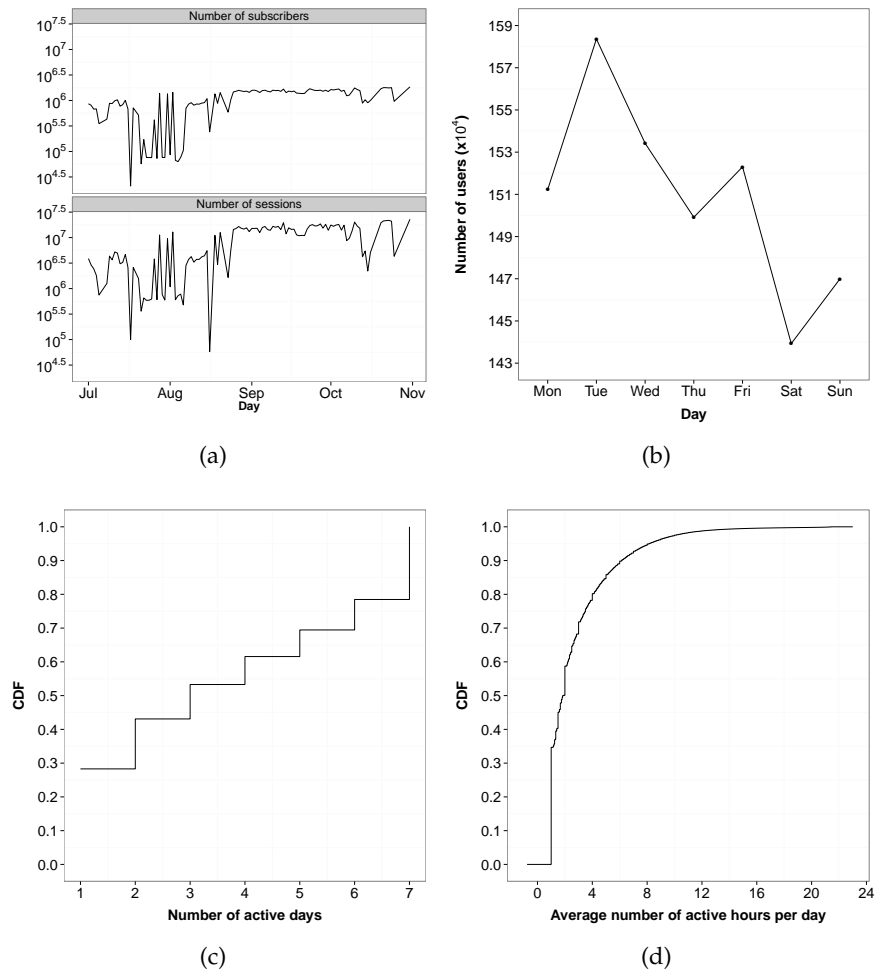 Number of subscribers
10^7.5
10^7
10^6.5
10^6
10^5.5
10^5
10^4.5
Number of sessions
10^7.5
10^7
10^6.5
10^6
10^5.5
10^5
10^4.5
Jul Aug Sep Oct Nov
Day
(a)
Number of users (x10^4)
159
157
155
153
151
149
147
145
143
Mon Tue Wed Thu Fri Sat Sun
Day
(b)
CDF
1.0
0.9
0.8
0.7
0.6
0.5
0.4
0.3
0.2
0.1
0.0
1 2 3 4 5 6 7
Number of active days
(c)
CDF
1.0
0.9
0.8
0.7
0.6
0.5
0.4
0.3
0.2
0.1
0.0
0 4 8 12 16 20 24
Average number of active hours per day
(d)